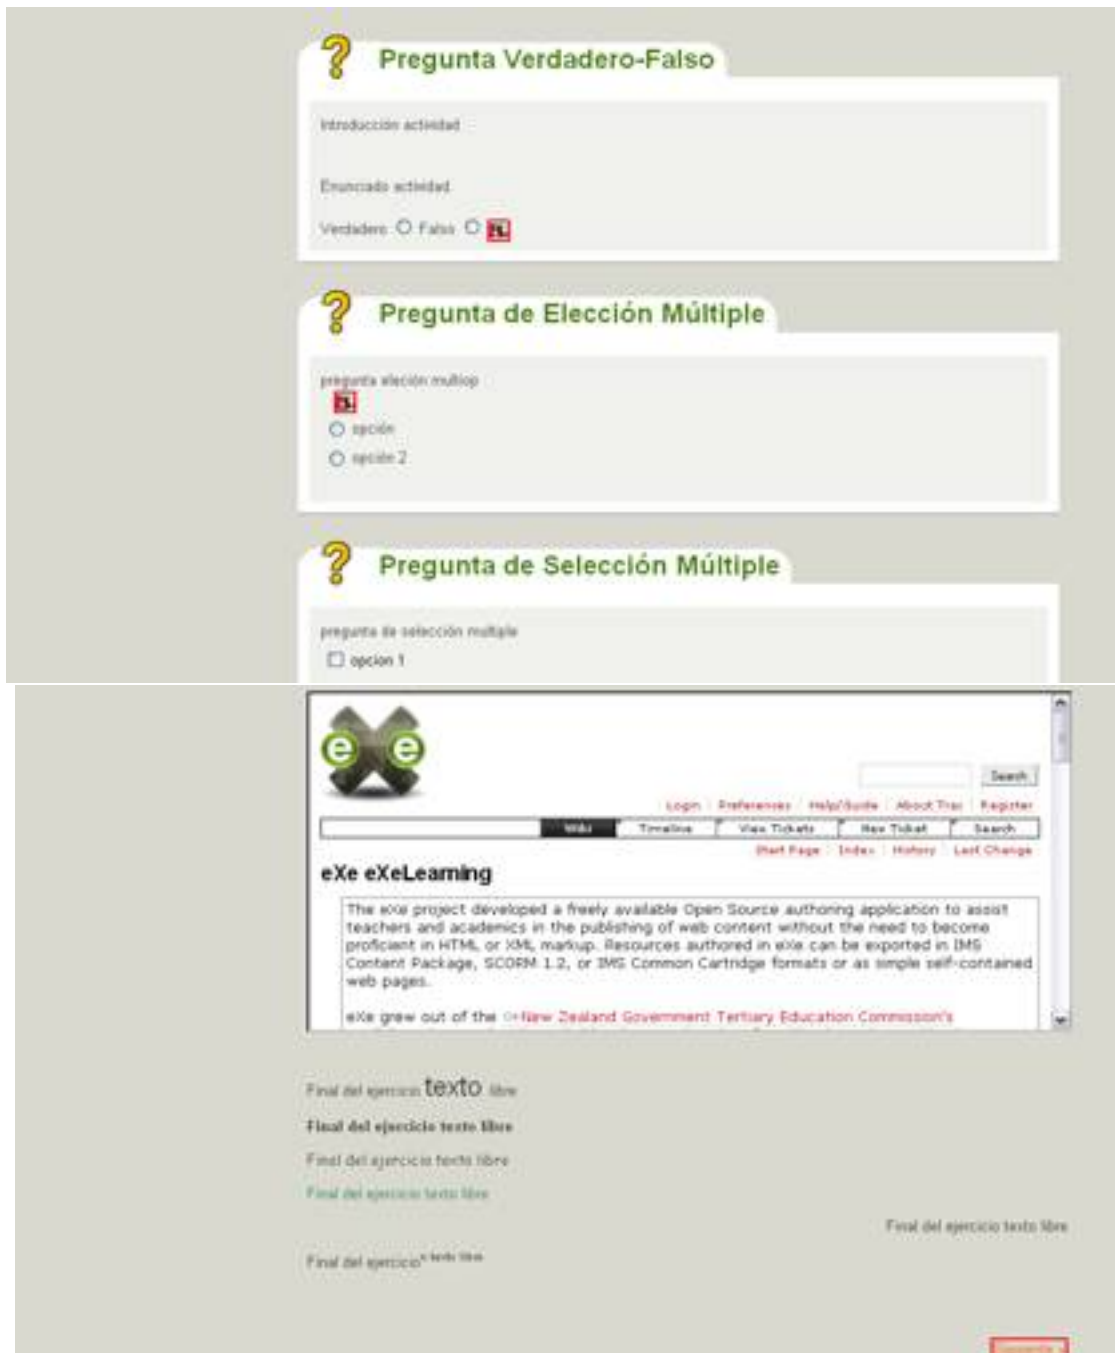 Pregunta Verdadero-Falso
Introducción actividad
Enunciado actividad
Verdadero Falso
Pregunta de Elección Múltiple
pregunta eleción multiop
opción
opción 2
Pregunta de Selección Múltiple
pregunta de selección multiple
opcion 1
e e
Search
Login Preferences Help/Guide About Trac Register
Wiki Timeline View Tickets New Ticket Search
Start Page Index History Last Change
eXe eXeLearning
The eXe project developed a freely available Open Source authoring application to assist
teachers and academics in the publishing of web content without the need to become
proficient in HTML or XML markup. Resources authored in eXe can be exported in IMS
Content Package, SCORM 1.2, or IMS Common Cartridge formats or as simple self-contained
web pages.
eXe grew out of the New Zealand Government Tertiary Education Commission's
Final del ejercicio texto libre
Final del ejercicio texto libre
Final del ejercicio texto libre
Final del ejercicio texto libre
Final del ejercicio texto libre
Final del ejercicio texto libre